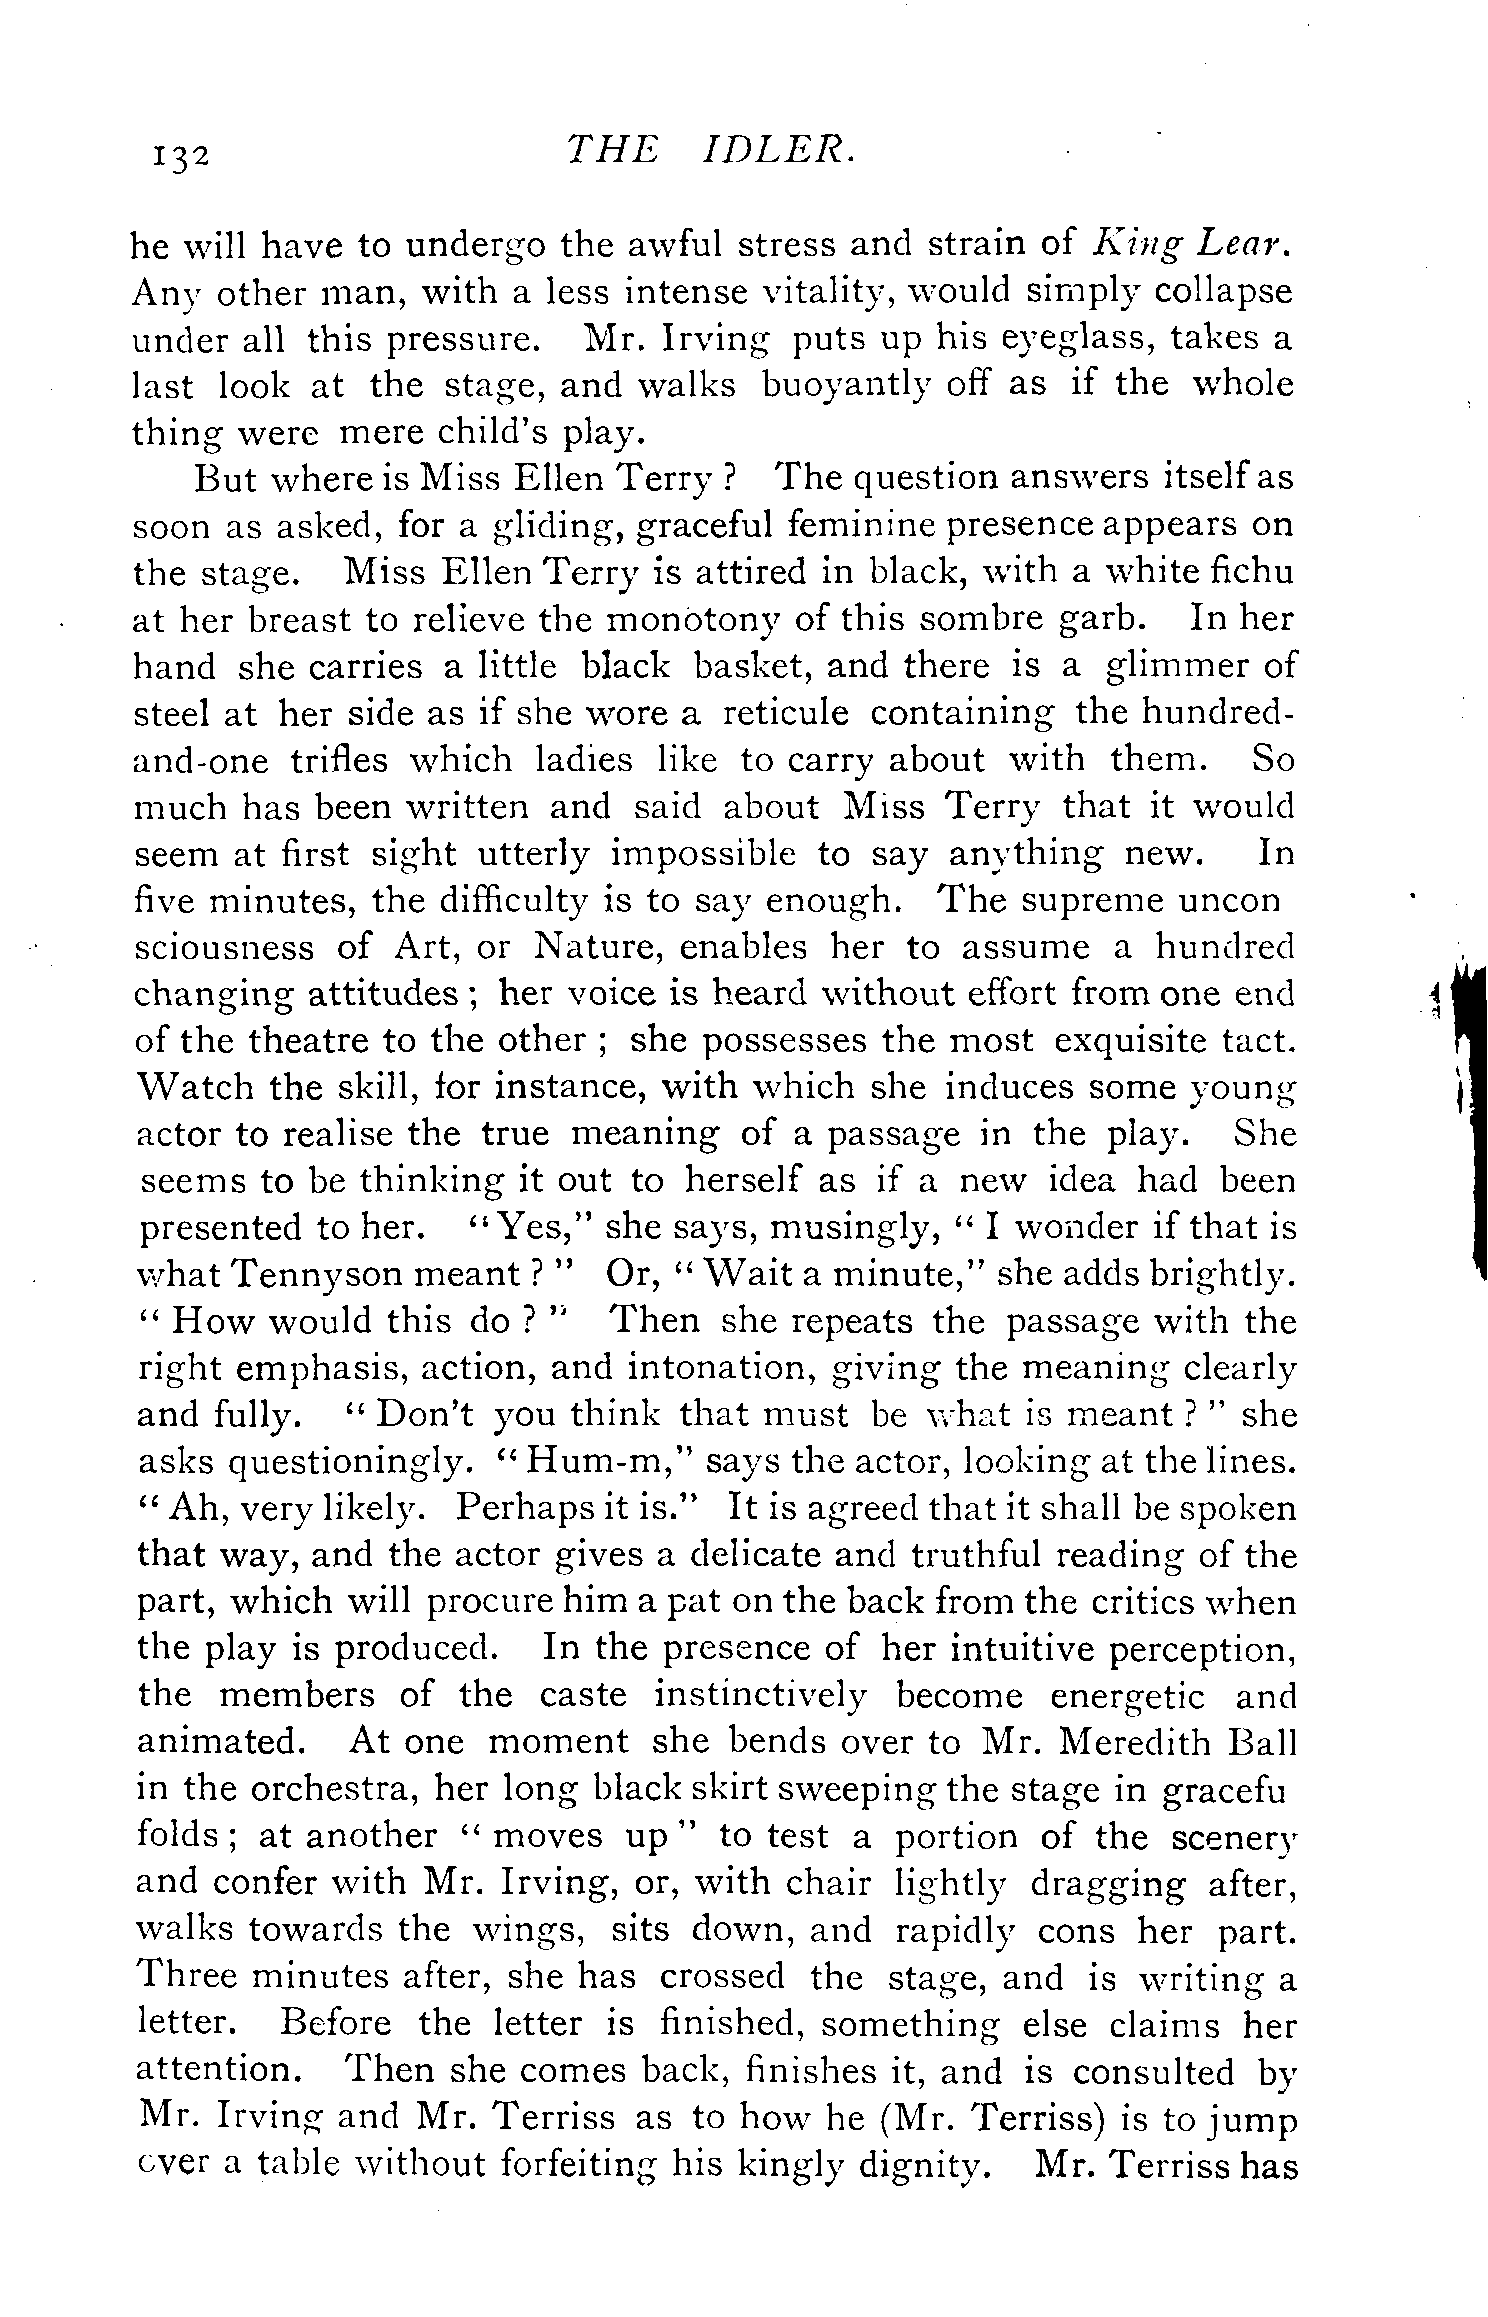 132 THE IDLER.
he will have to undergo the awful stress and strain of King Lear.
Any other man, with a less intense vitality, would simply collapse
under all this pressure. Mr. Irving puts up his eyeglass, takes a
last look at the stage, and walks buoyantly off as if the whole
thing were mere child's play.
But where is Miss Ellen Terry ? The question answers itself as
soon as asked, for a gliding, graceful feminine presence appears on
the stage. Miss Ellen Terry is attired in black, with a white fichu
at her breast to relieve the monotony of this sombre garb. In her
hand she carries a little black basket, and there is a glimmer of
steel at her side as if she wore a reticule containing the hundred-
and-one trifles which ladies like to carry about with them. So
much has been written and said about Miss Terry that it would
seem at first sight utterly impossible to say anything new. In
five minutes, the difficulty is to say enough. The supreme uncon
sciousness of Art, or Nature, enables her to assume a hundred
changing attitudes ; her voice is heard without effort from one end
of the theatre to the other ; she possesses the most exquisite tact.
Watch the skill, for instance, with which she induces some young
actor to realise the true meaning of a passage in the play. She
seems to be thinking it out to herself as if a new idea had been
presented to her. " Yes," she says, musingly, " I wonder if that is
what Tennyson meant ? " Or, " Wait a minute," she adds brightly.
" How would this do ? " Then she repeats the passage with the
right emphasis, action, and intonation, giving the meaning clearly
and fully. " Don't you think that must be what is meant ? " she
asks questioningly. " Hum-m," says the actor, looking at the lines.
" Ah, very likely. Perhaps it is." It is agreed that it shall be spoken
that way, and the actor gives a delicate and truthful reading of the
part, which will procure him a pat on the back from the critics when
the play is produced. In the presence of her intuitive perception,
the members of the caste instinctively become energetic and
animated. At one moment she bends over to Mr. Meredith Ball
in the orchestra, her long black skirt sweeping the stage in gracefu
folds ; at another " moves up " to test a portion of the scenery
and confer with Mr. Irving, or, with chair lightly dragging after,
walks towards the wings, sits down, and rapidly cons her part.
Three minutes after, she has crossed the stage, and is writing a
letter. Before the letter is finished, something else claims her
attention. Then she comes back, finishes it, and is consulted by
Mr. Irving and Mr. Terriss as to how he (Mr. Terriss) is to jump
over a table without forfeiting his kingly dignity. Mr. Terriss has